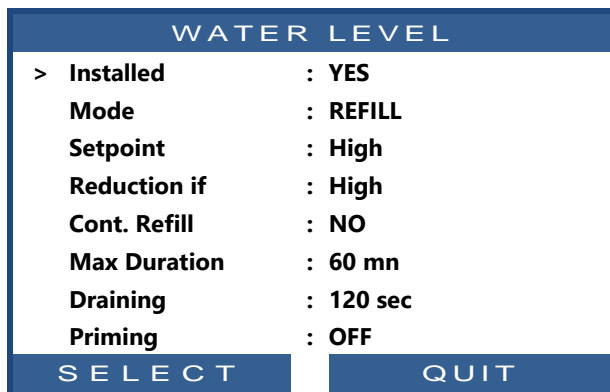 WATER LEVEL
> Installed : YES
Mode : REFILL
Setpoint : High
Reduction if : High
Cont. Refill : NO
Max Duration : 60 mn
Draining : 120 sec
Priming : OFF
SELECT QUIT